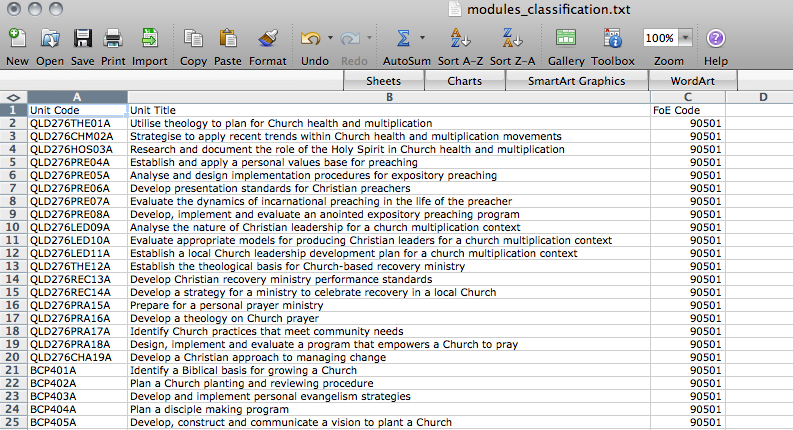 modules_classification.txt
New Open Save Print Import Copy Paste Format Undo Redo AutoSum Sort A-Z Sort Z-A Gallery Toolbox 100% Zoom Help
Sheets Charts SmartArt Graphics WordArt
A B C D
1 Unit Code Unit Title FoE Code
2 QLD276THE01A Utilise theology to plan for Church health and multiplication 90501
3 QLD276CHM02A Strategise to apply recent trends within Church health and multiplication movements 90501
4 QLD276HOS03A Research and document the role of the Holy Spirit in Church health and multiplication 90501
5 QLD276PRE04A Establish and apply a personal values base for preaching 90501
6 QLD276PRE05A Analyse and design implementation procedures for expository preaching 90501
7 QLD276PRE06A Develop presentation standards for Christian preachers 90501
8 QLD276PRE07A Evaluate the dynamics of incarnational preaching in the life of the preacher 90501
9 QLD276PRE08A Develop, implement and evaluate an anointed expository preaching program 90501
10 QLD276LED09A Analyse the nature of Christian leadership for a church multiplication context 90501
11 QLD276LED10A Evaluate appropriate models for producing Christian leaders for a church multiplication context 90501
12 QLD276LED11A Establish a local Church leadership development plan for a church multiplication context 90501
13 QLD276THE12A Establish the theological basis for Church-based recovery ministry 90501
14 QLD276REC13A Develop Christian recovery ministry performance standards 90501
15 QLD276REC14A Develop a strategy for a ministry to celebrate recovery in a local Church 90501
16 QLD276PRA15A Prepare for a personal prayer ministry 90501
17 QLD276PRA16A Develop a theology on Church prayer 90501
18 QLD276PRA17A Identify Church practices that meet community needs 90501
19 QLD276PRA18A Design, implement and evaluate a program that empowers a Church to pray 90501
20 QLD276CHA19A Develop a Christian approach to managing change 90501
21 BCP401A Identify a Biblical basis for growing a Church 90501
22 BCP402A Plan a Church planting and reviewing procedure 90501
23 BCP403A Develop and implement personal evangelism strategies 90501
24 BCP404A Plan a disciple making program 90501
25 BCP405A Develop, construct and communicate a vision to plant a Church 90501